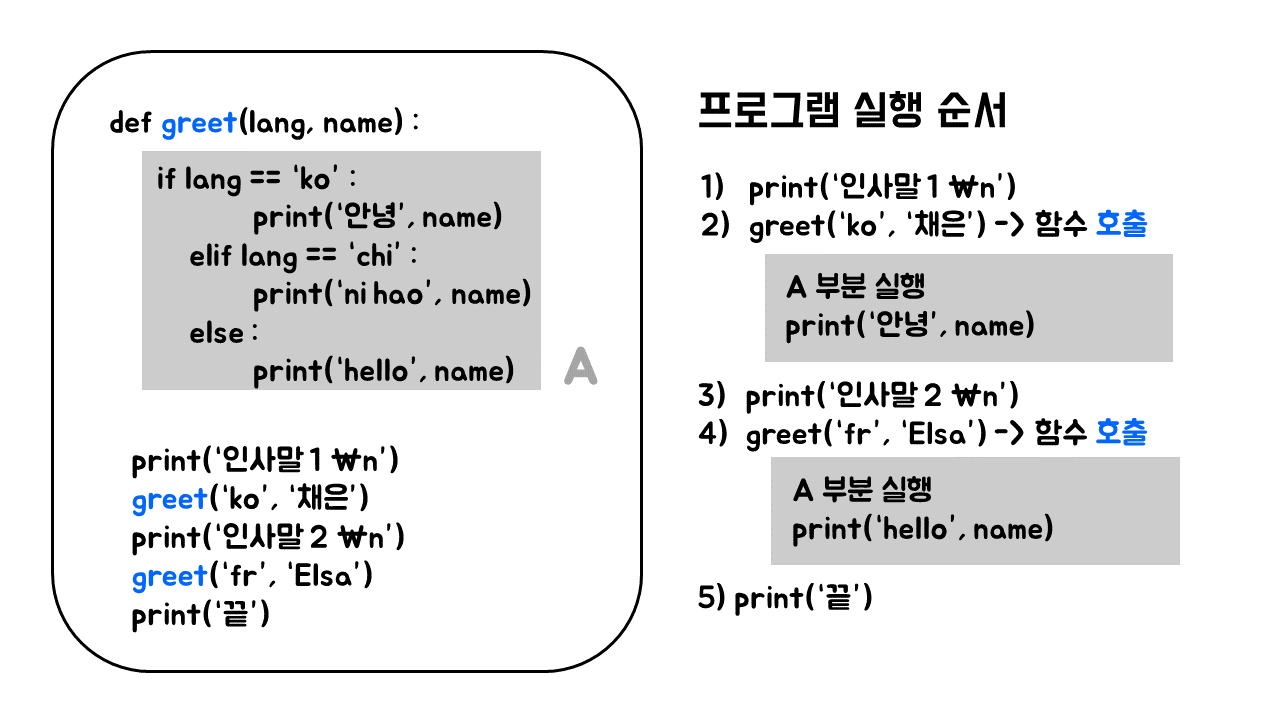 def greet(lang, name) :
if lang == ‘ko’ :
print(‘안녕’, name)
elif lang == ‘chi’ :
print(‘ni hao’, name)
else :
print(‘hello’, name)
A
print(‘인사말 1 ₩n’)
greet(‘ko’, ‘채은’)
print(‘인사말 2 ₩n’)
greet(‘fr’, ‘Elsa’)
print(‘끝’)
프로그램 실행 순서
1) print(‘인사말 1 ₩n’)
2) greet(‘ko’, ‘채은’) -> 함수 호출
A 부분 실행
print(‘안녕’, name)
3) print(‘인사말 2 ₩n’)
4) greet(‘fr’, ‘Elsa’) -> 함수 호출
A 부분 실행
print(‘hello’, name)
5) print(‘끝’)